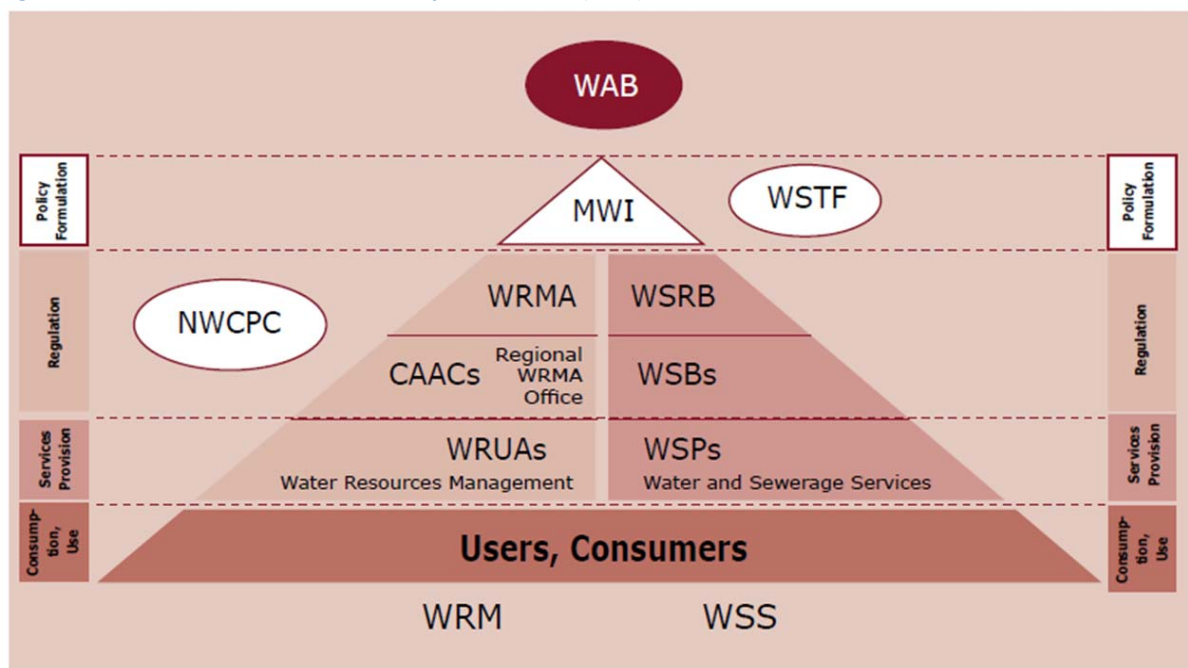 WAB
Policy
Formulation
MWI
WSTF
Policy
Formulation
Regulation
NWCPC
WRMA
WSRB
Regulation
CAACs
Regional
WRMA
Office
WSBs
Services
Provision
WRUAs
Water Resources Management
WSPs
Water and Sewerage Services
Services
Provision
Consump-
tion,
Use
Users, Consumers
Consump-
tion,
Use
WRM
WSS